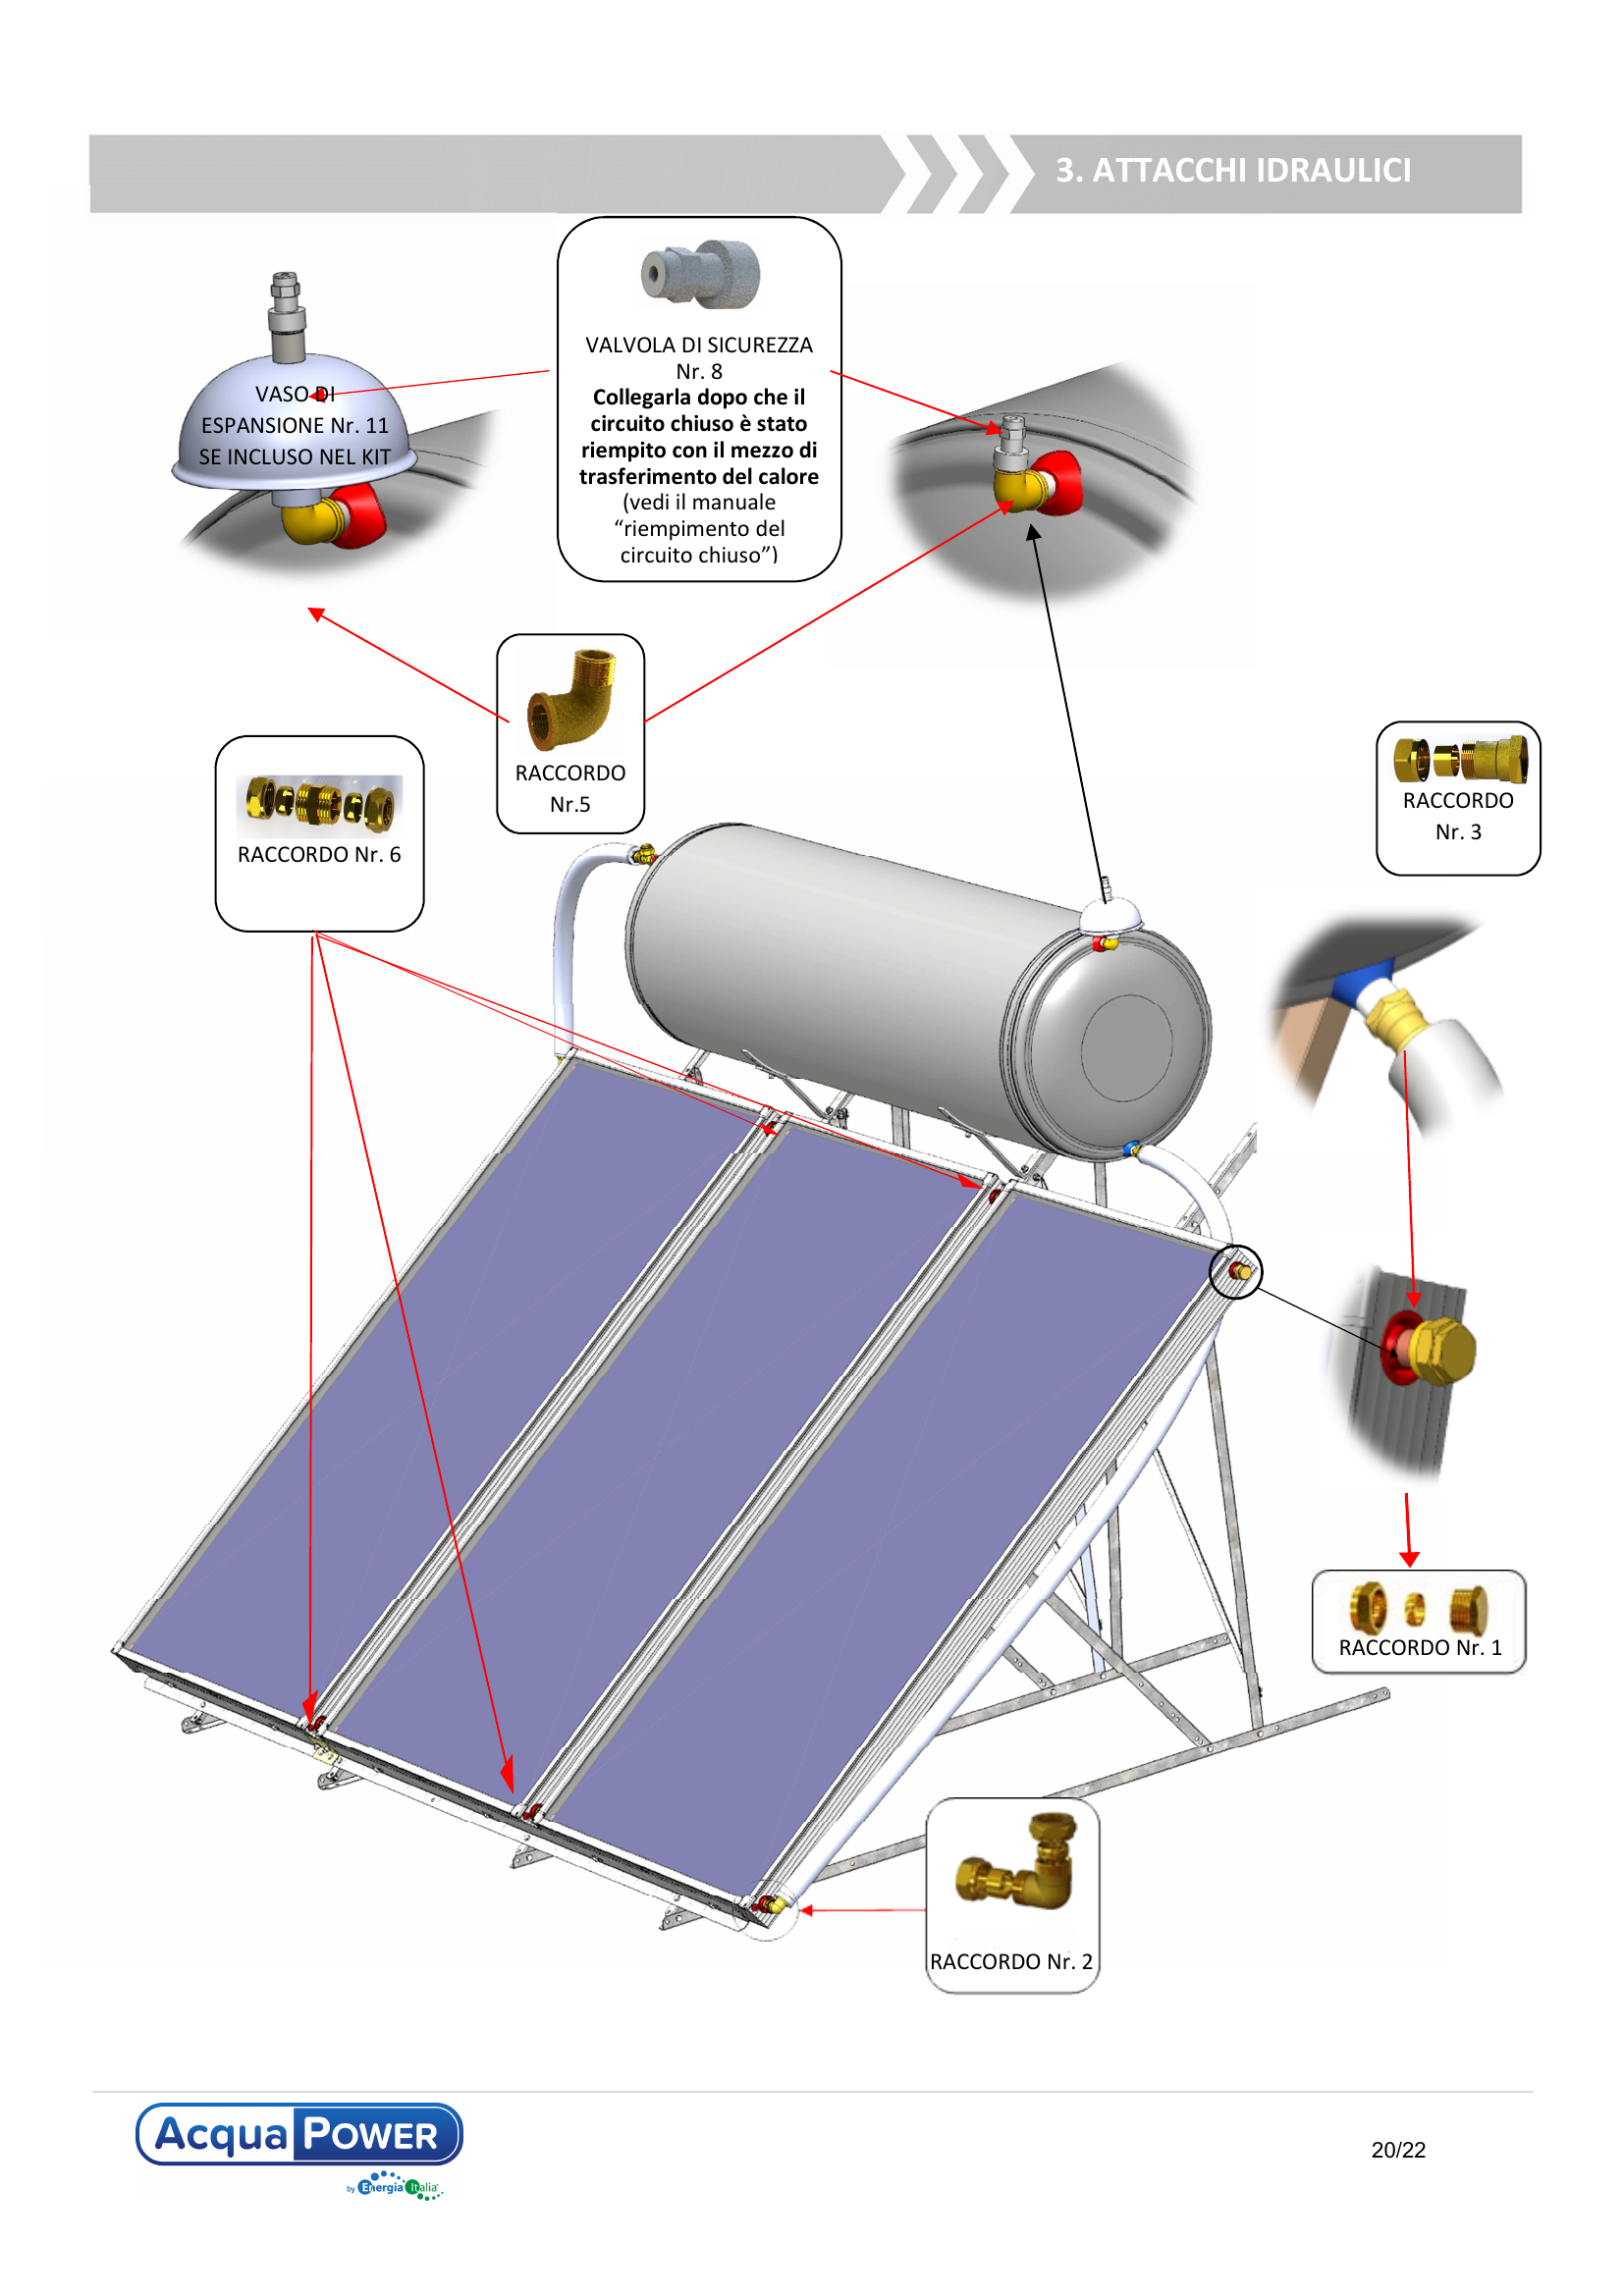 3. ATTACCHI IDRAULICI
VALVOLA DI SICUREZZA
Nr. 8
Collegarla dopo che il
circuito chiuso è stato
riempito con il mezzo di
trasferimento del calore
(vedi il manuale
“riempimento del
circuito chiuso”)
VASO DI
ESPANSIONE Nr. 11
SE INCLUSO NEL KIT
RACCORDO
Nr.5
RACCORDO Nr. 6
RACCORDO
Nr. 3
RACCORDO Nr. 1
RACCORDO Nr. 2
Acqua POWER
by Energia Italia
20/22